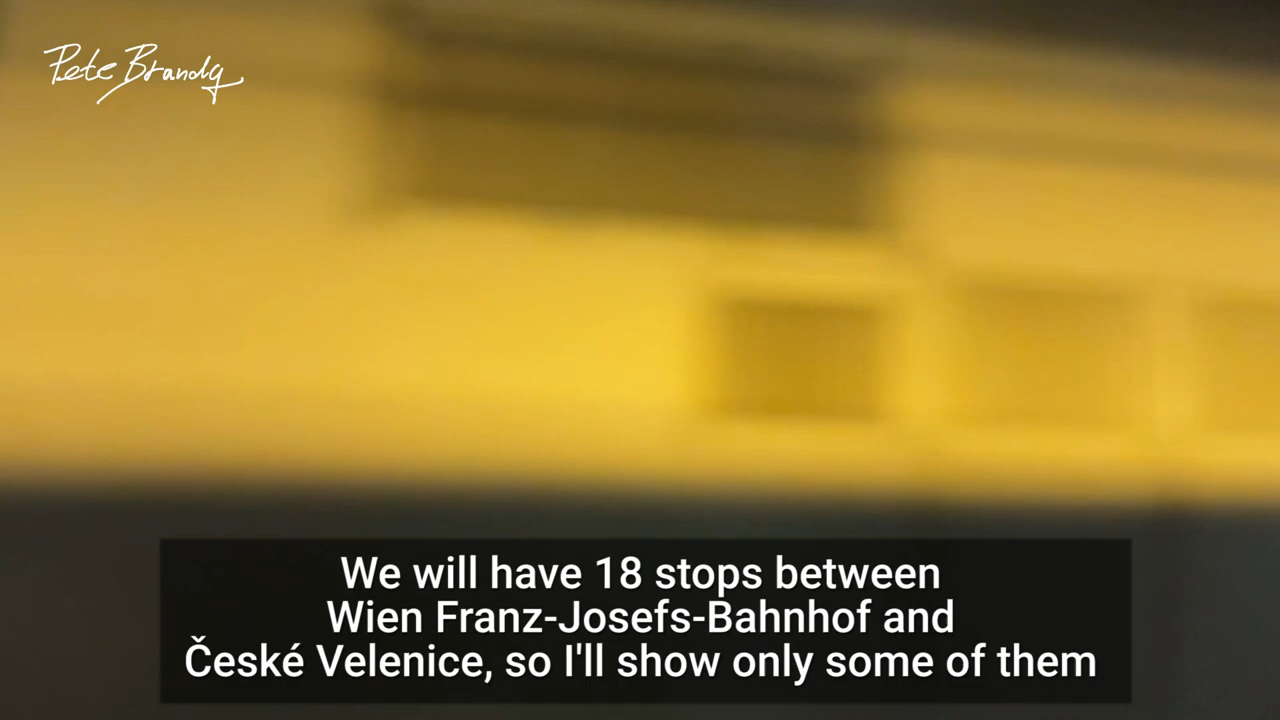 Pete Brandy
We will have 18 stops between
Wien Franz-Josefs-Bahnhof and
České Velenice, so I'll show only some of them